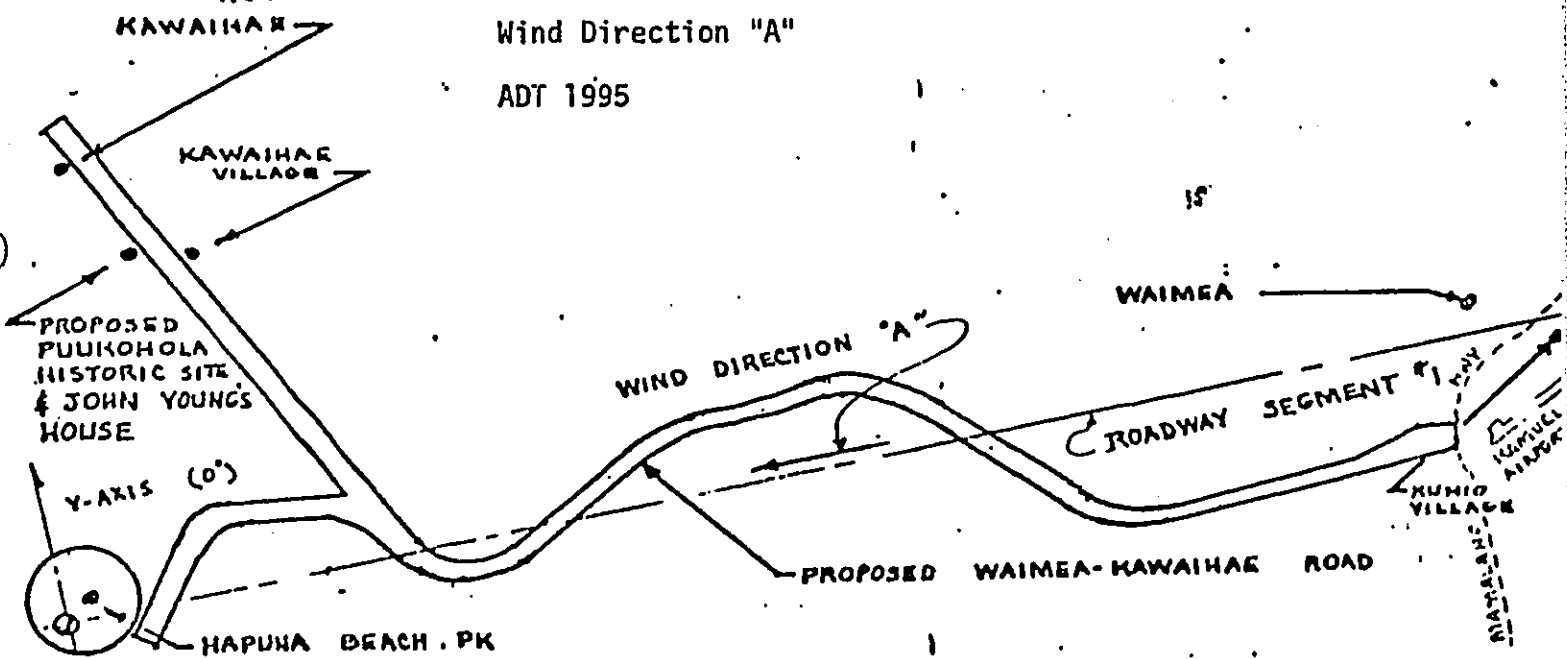 KAWAIHAE
Wind Direction "A"
ADT 1995
KAWAIHAE
VILLAGE
WAIMEA
PROPOSED
PUUKOHOLA
HISTORIC SITE
& JOHN YOUNG'S
HOUSE
WIND DIRECTION "A"
ROADWAY SEGMENT #1
HWY
Y-AXIS (0°)
KUHIO
VILLAGE
PROPOSED WAIMEA-KAWAIHAE ROAD
HAPUNA BEACH. PK